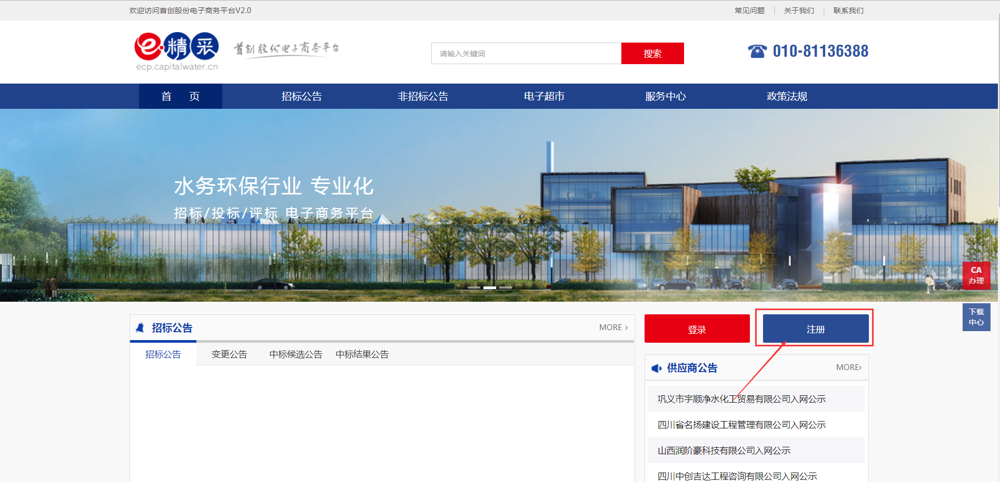 欢迎访问首创股份电子商务平台V2.0
常见问题 | 关于我们 | 联系我们
e·精采
ecp.capitalwater.cn
首创股份电子商务平台
请输入关键词
搜索
010-81136388
首 页
招标公告
非招标公告
电子超市
服务中心
政策法规
水务环保行业 专业化
招标/投标/评标 电子商务平台
CA
办理
下载
中心
招标公告
MORE >
招标公告
变更公告
中标候选公告
中标结果公告
登录
注册
供应商公告
MORE>
巩义市宇顺净水化工贸易有限公司入网公示
四川省名扬建设工程管理有限公司入网公示
山西润阶豪科技有限公司入网公示
四川中创吉达工程咨询有限公司入网公示